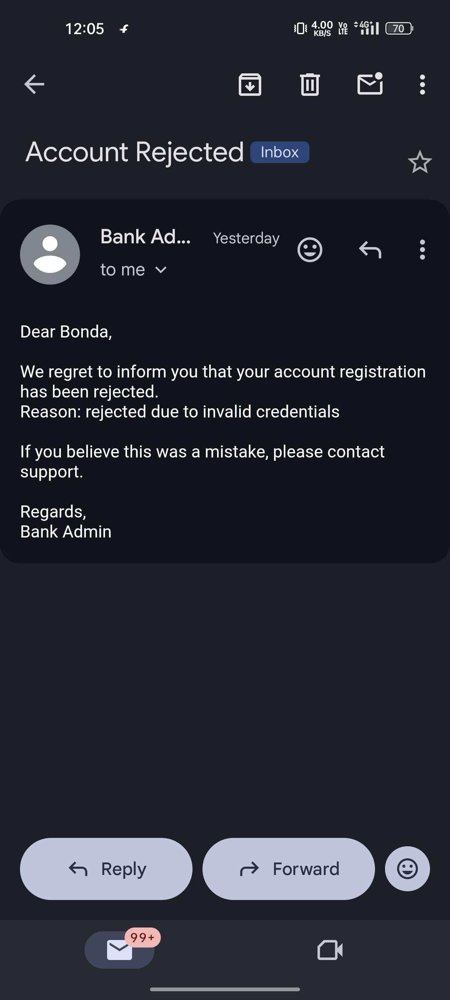 12:05
4.00
KB/S
Vo
LTE
4G+
70
Account Rejected
Inbox
Bank Ad...
Yesterday
to me
Dear Bonda,
We regret to inform you that your account registration
has been rejected.
Reason: rejected due to invalid credentials
If you believe this was a mistake, please contact
support.
Regards,
Bank Admin
Reply
Forward
99+